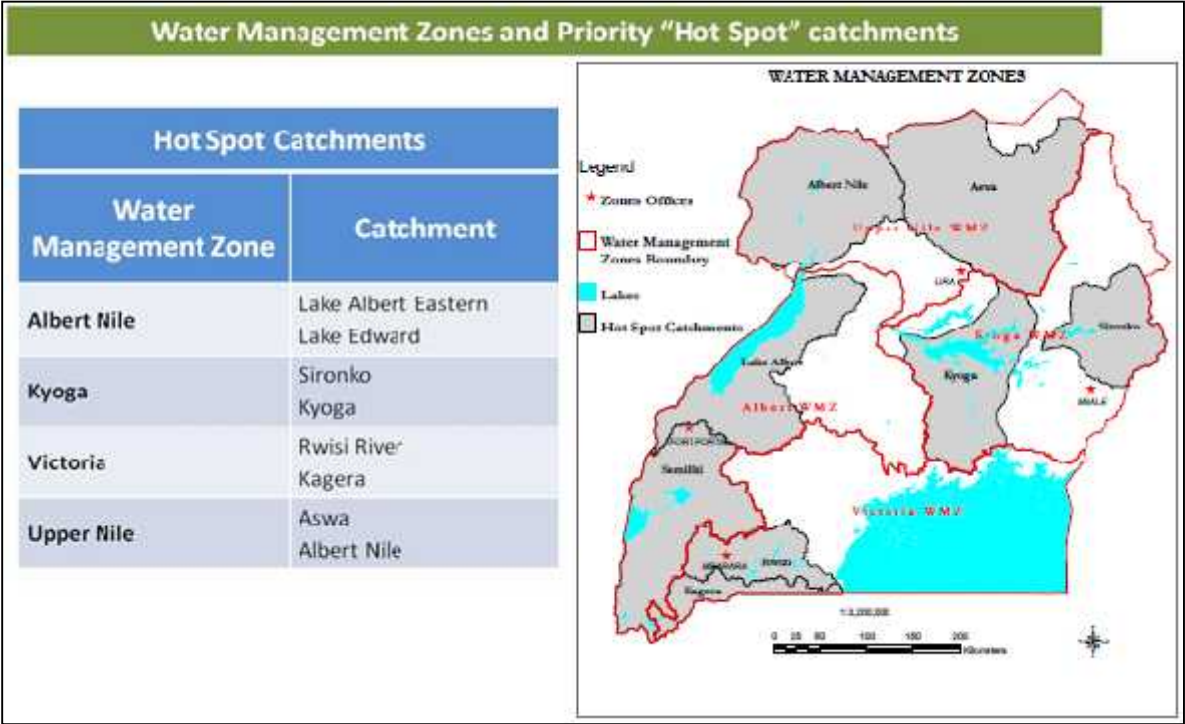 Water Management Zones and Priority “Hot Spot” catchments
Hot Spot Catchments
Water Management Zone
Catchment
Albert Nile
Lake Albert Eastern
Lake Edward
Kyoga
Sironko
Kyoga
Victoria
Rwisi River
Kagera
Upper Nile
Aswa
Albert Nile
WATER MANAGEMENT ZONES
Legend
Zones Offices
Water Management
Zones Boundry
Lakes
Hot Spot Catchments
Albert Nile
Aswa
Upper Nile WMZ
LIRA
Kyoga WMZ
Sironko
Lake Albert
Kyoga
MBALE
Albert WMZ
FORT PORTAL
Semliki
Victoria WMZ
MBARARA
Kagera
0 25 50 100 150 200
Kilometers